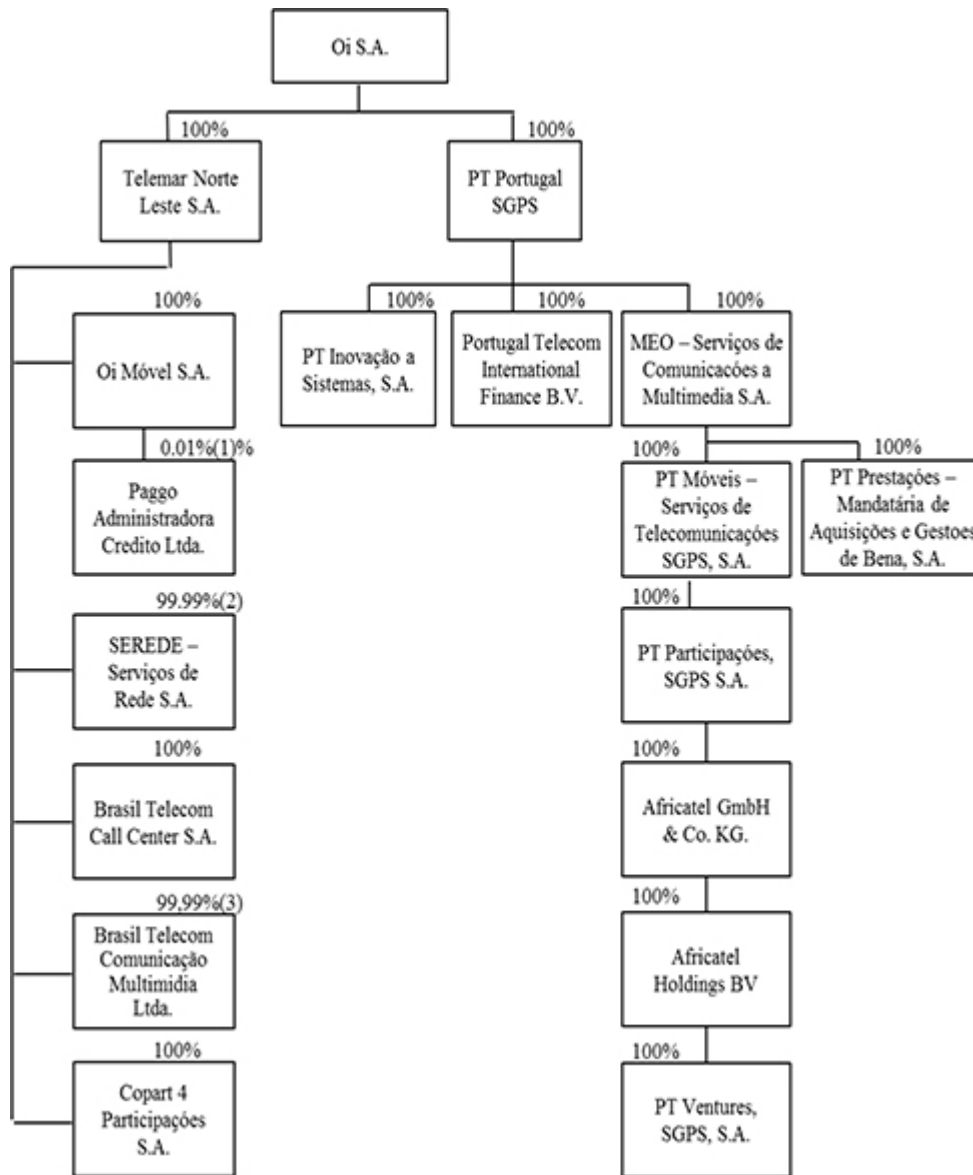 Oi S.A.
100%
100%
Telemar Norte
Leste S.A.
PT Portugal
SGPS
100%
Oi Móvel S.A.
0.01%(1)%
Paggo
Administradora
Credito Ltda.
99.99%(2)
SEREDE –
Serviços de
Rede S.A.
100%
Brasil Telecom
Call Center S.A.
99,99%(3)
Brasil Telecom
Comunicação
Multimidia
Ltda.
100%
Copart 4
Participações
S.A.
100%
PT Inovação a
Sistemas, S.A.
100%
Portugal Telecom
International
Finance B.V.
100%
MEO – Serviços de
Comunicacóes a
Multimedia S.A.
100%
PT Móveis –
Serviços de
Telecomunicações
SGPS, S.A.
100%
PT Prestações –
Mandatária de
Aquisições e Gestoes
de Bena, S.A.
100%
PT Participações,
SGPS S.A.
100%
Africatel GmbH
& Co. KG.
100%
Africatel
Holdings BV
100%
PT Ventures,
SGPS, S.A.